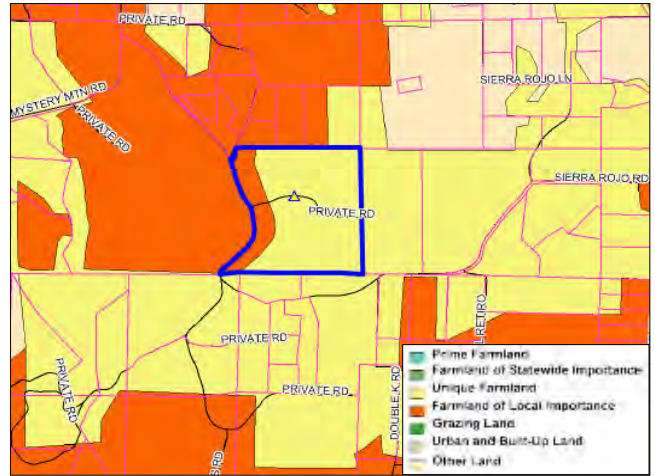 PRIVATE RD
SIERRA ROJO LN
MYSTERY MTN RD
PRIVATE RD
SIERRA ROJO RD
PRIVATE RD
PRIVATE RD
PRIVATE RD
PRIVATE RD
DOUBLE K RD
L RETIRO
S RD
Prime Farmland
Farmland of Statewide Importance
Unique Farmland
Farmland of Local Importance
Grazing Land
Urban and Built-Up Land
Other Land